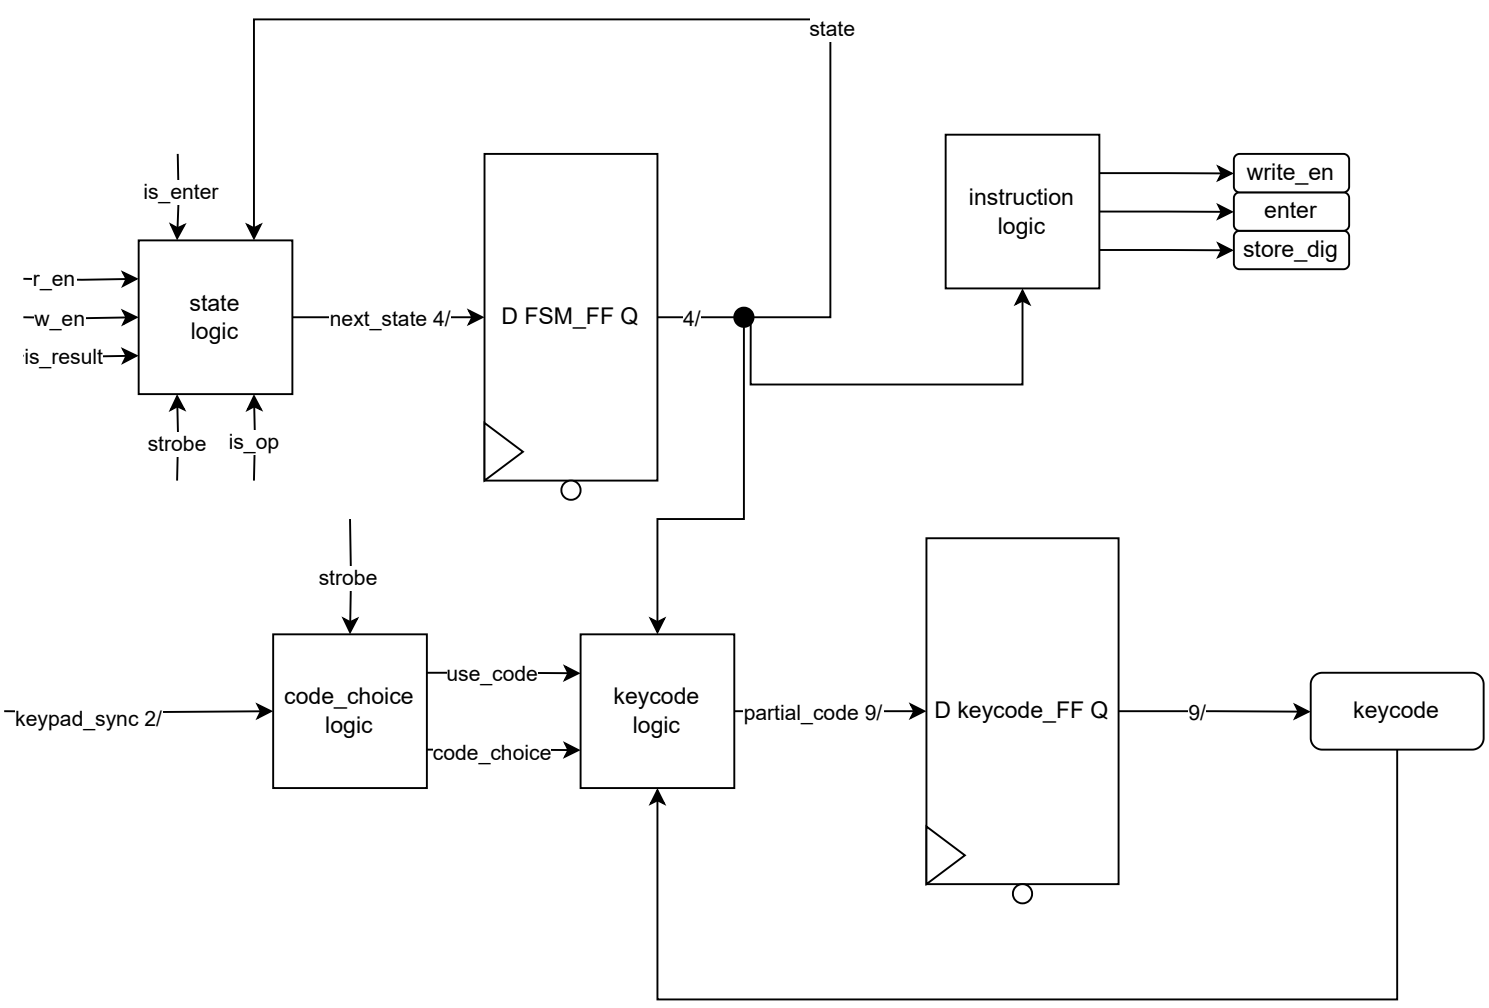 state
is_enter
write_en
instruction
logic
enter
store_dig
r_en
w_en
is_result
state
logic
next_state 4/
D FSM_FF Q
4/
strobe
is_op
strobe
use_code
code_choice
logic
keypad_sync 2/
code_choice
keycode
logic
partial_code 9/
D keycode_FF Q
9/
keycode